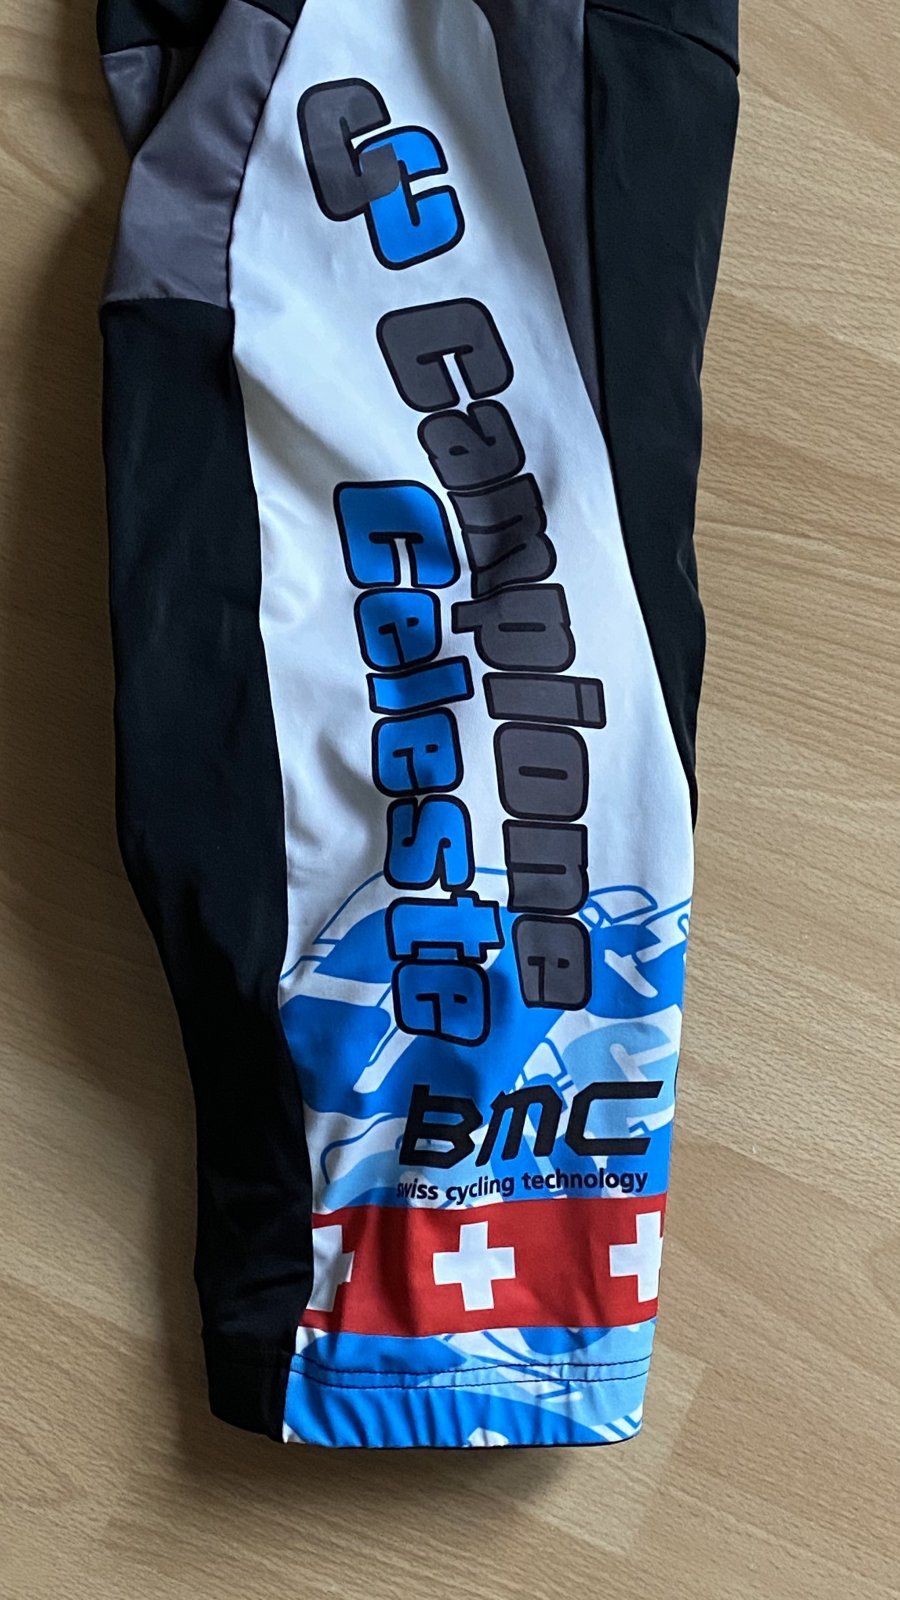 CC
Campione
Celeste
BMC
swiss cycling technology